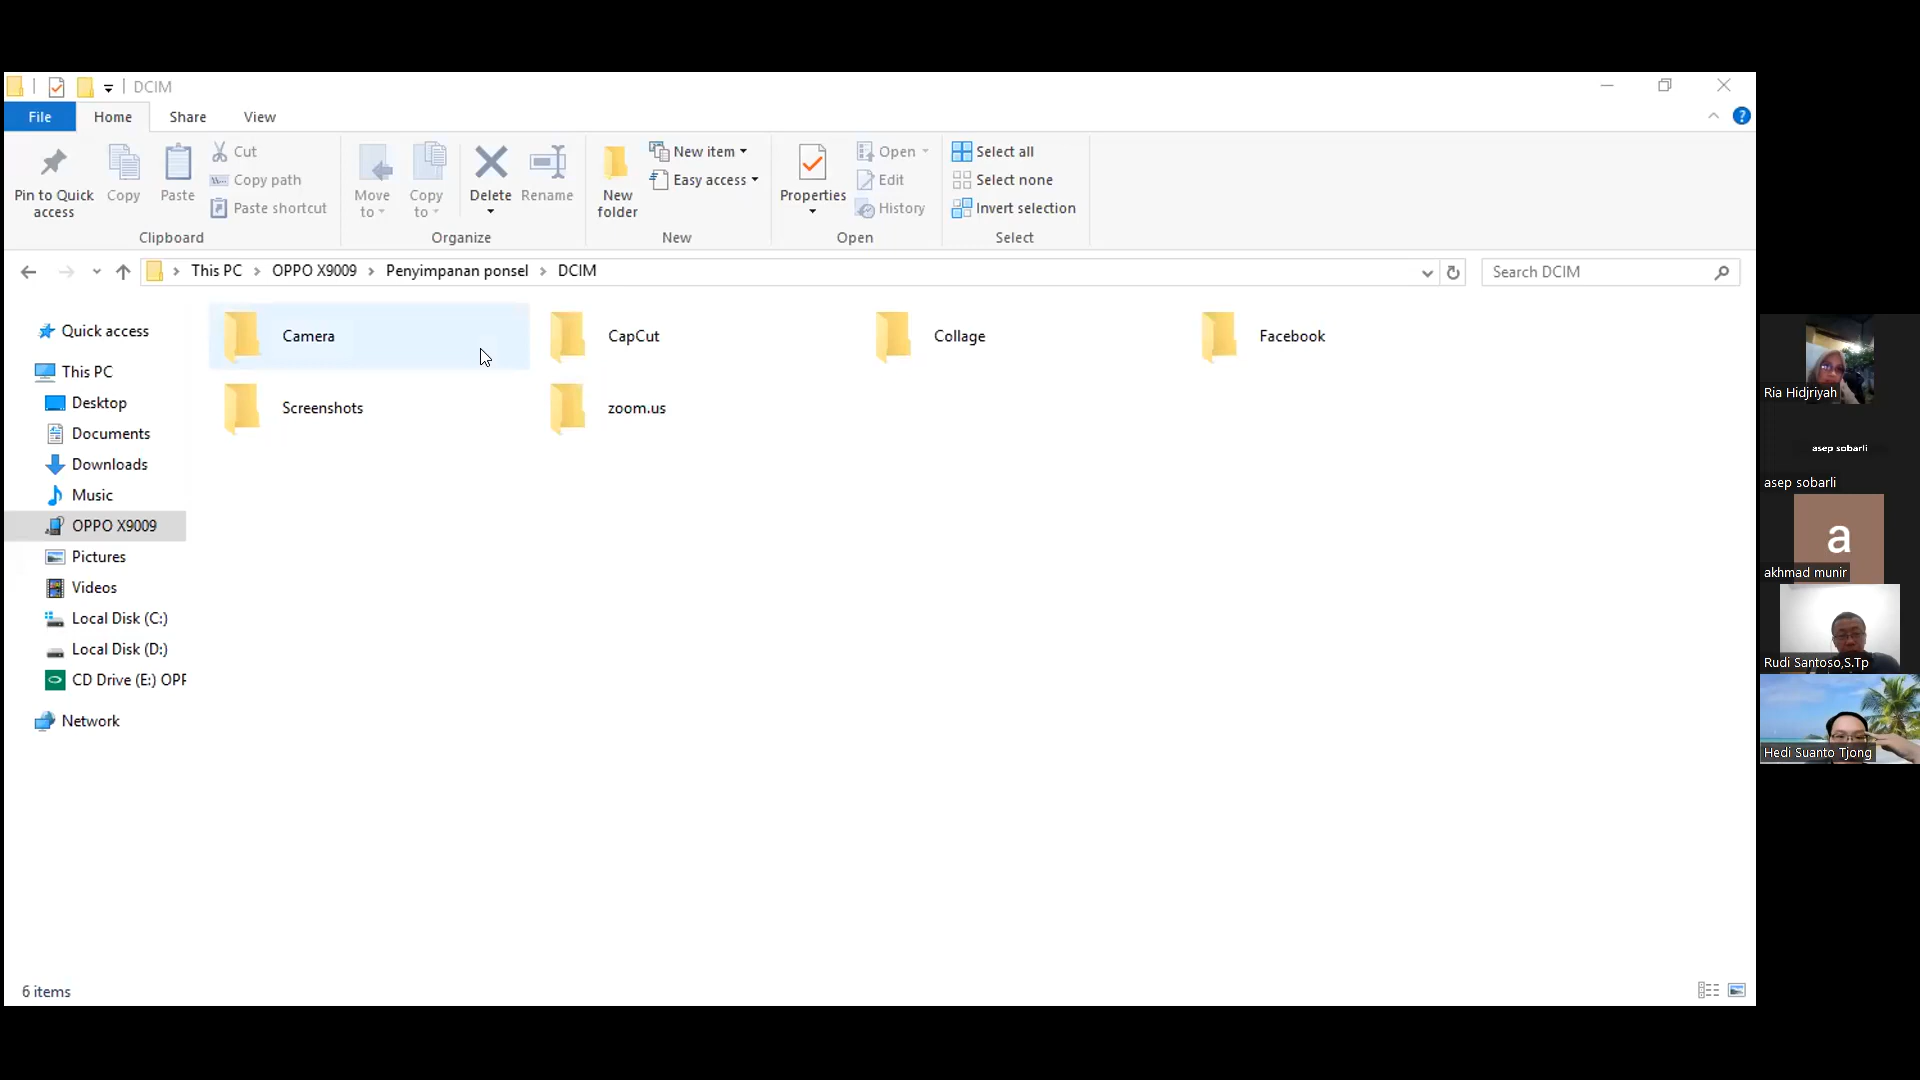 DCIM
File Home Share View
Pin to Quick access
Copy
Paste
Cut
Copy path
Paste shortcut
Clipboard
Move to
Copy to
Delete
Rename
Organize
New folder
New item
Easy access
New
Properties
Open
Edit
History
Open
Select all
Select none
Invert selection
Select
This PC > OPPO X9009 > Penyimpanan ponsel > DCIM
Search DCIM
Quick access
This PC
Desktop
Documents
Downloads
Music
OPPO X9009
Pictures
Videos
Local Disk (C:)
Local Disk (D:)
CD Drive (E:) OPP
Network
Camera CapCut Collage Facebook
Screenshots zoom.us
6 items
Ria Hidjriyah
asep sobarli
asep sobarli
a
akhmad munir
Rudi Santoso,S.Tp
Hedi Suanto Tjong